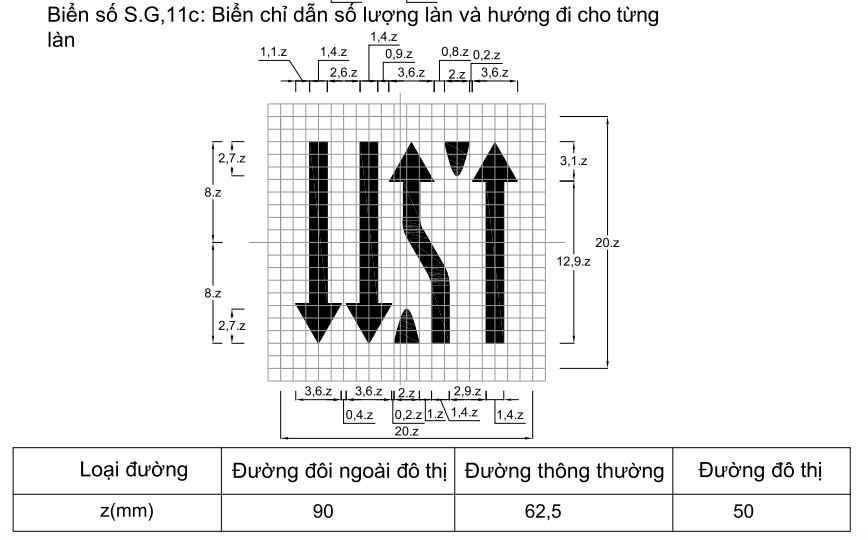 Biển số S.G,11c: Biển chỉ dẫn số lượng làn và hướng đi cho từng
làn
1,4.z
1,1.z 1,4.z 0,9.z 0,8.z 0,2.z
2,6.z 3,6.z 2.z 3,6.z
2,7.z 3,1.z
8.z
20.z
12,9.z
8.z
2,7.z
3,6.z 3,6.z 2.z 2,9.z
0,4.z 0,2.z 1.z 1,4.z 1,4.z
20.z
Loại đường Đường đôi ngoài đô thị Đường thông thường Đường đô thị
z(mm) 90 62,5 50